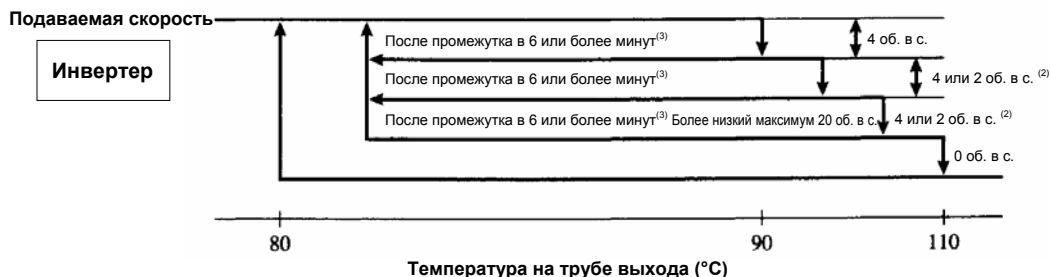 Подаваемая скорость
Инвертер
После промежутка в 6 или более минут(3)
4 об. в с.
После промежутка в 6 или более минут(3)
4 или 2 об. в с. (2)
После промежутка в 6 или более минут(3) Более низкий максимум 20 об. в с.
4 или 2 об. в с. (2)
0 об. в с.
80
90
110
Температура на трубе выхода (°C)